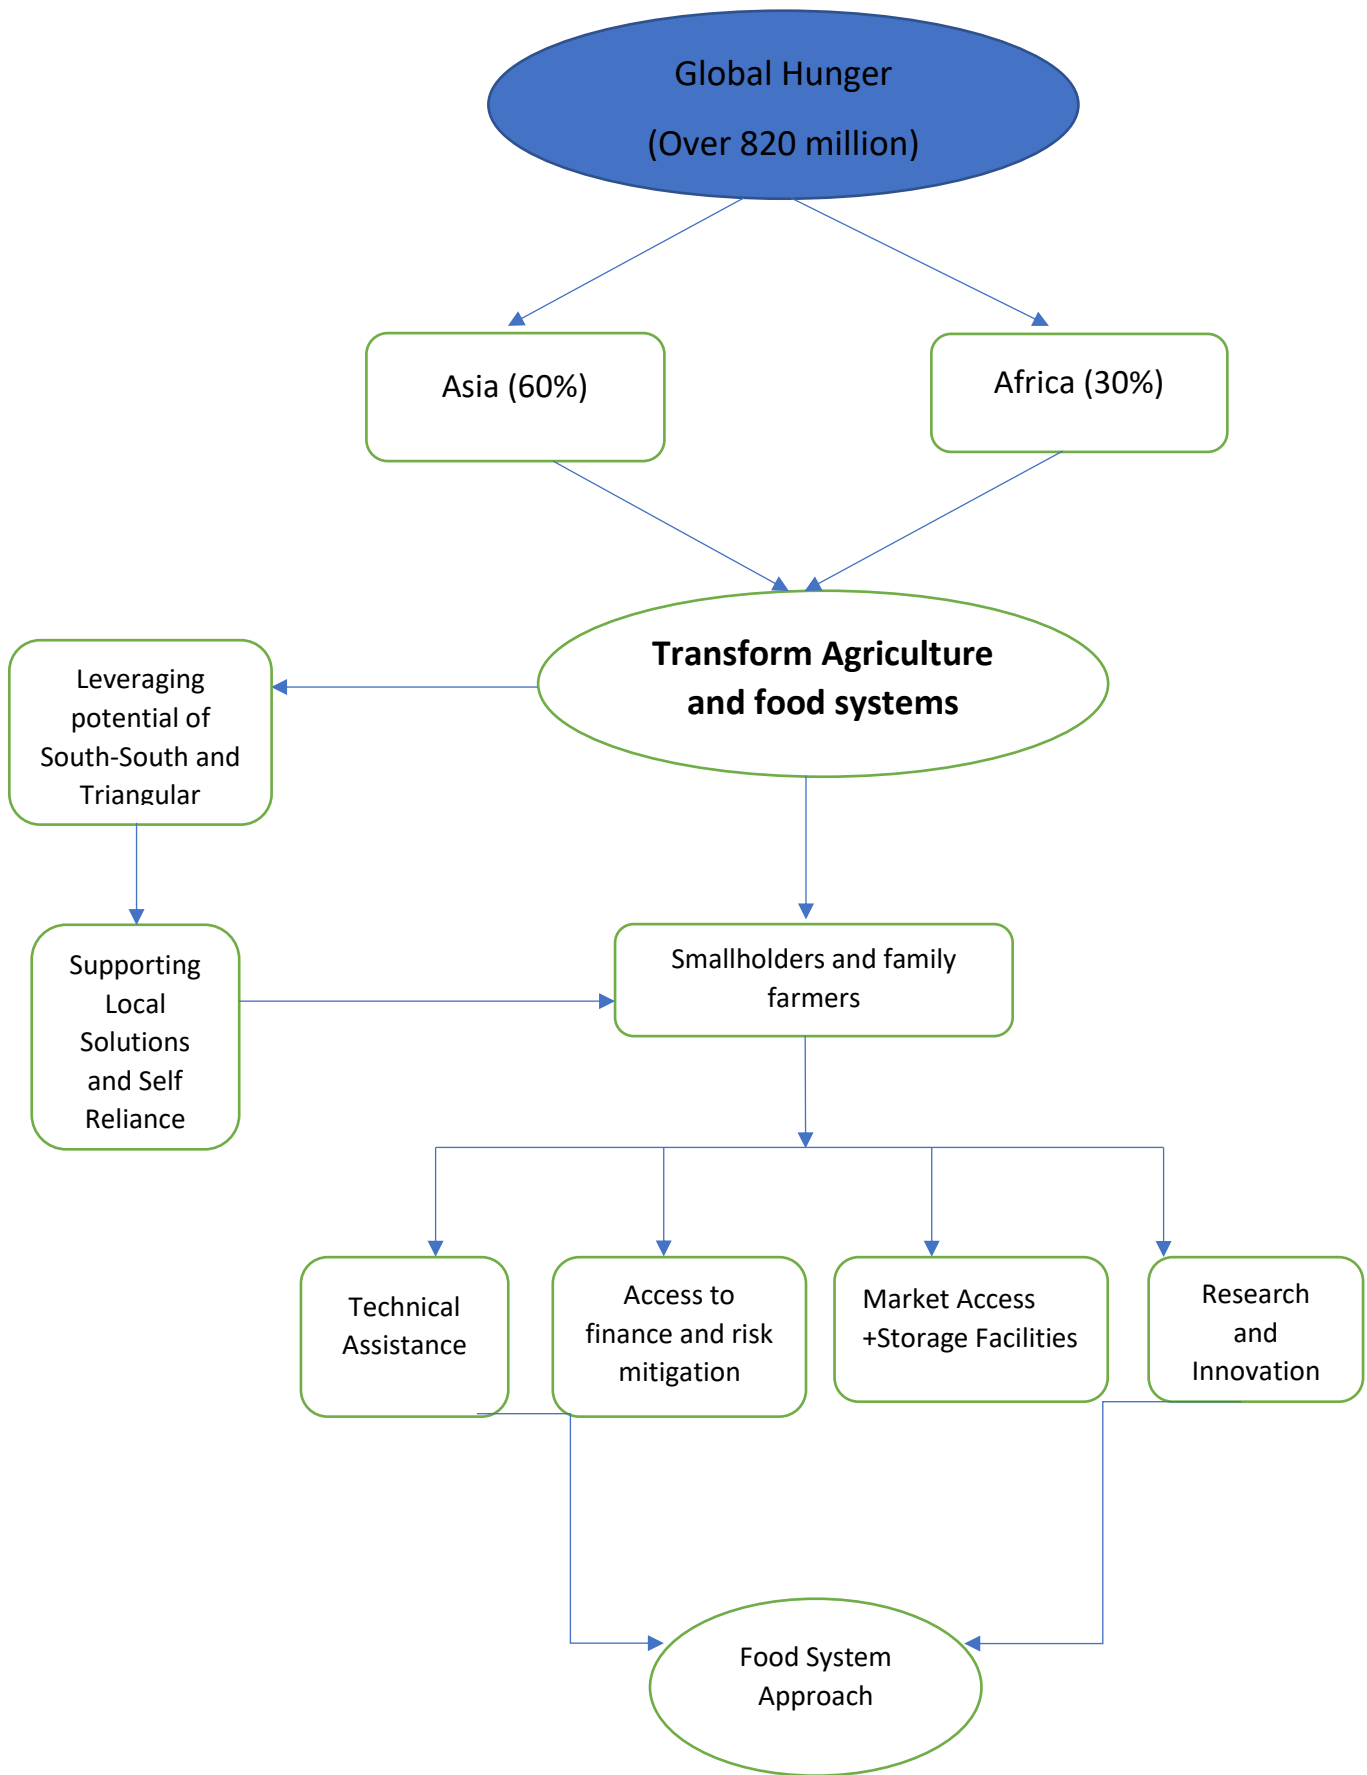 Global Hunger
(Over 820 million)
Asia (60%)
Africa (30%)
Transform Agriculture
and food systems
Leveraging
potential of
South-South and
Triangular
Supporting
Local
Solutions
and Self
Reliance
Smallholders and family
farmers
Technical
Assistance
Access to
finance and risk
mitigation
Market Access
+Storage Facilities
Research
and
Innovation
Food System
Approach